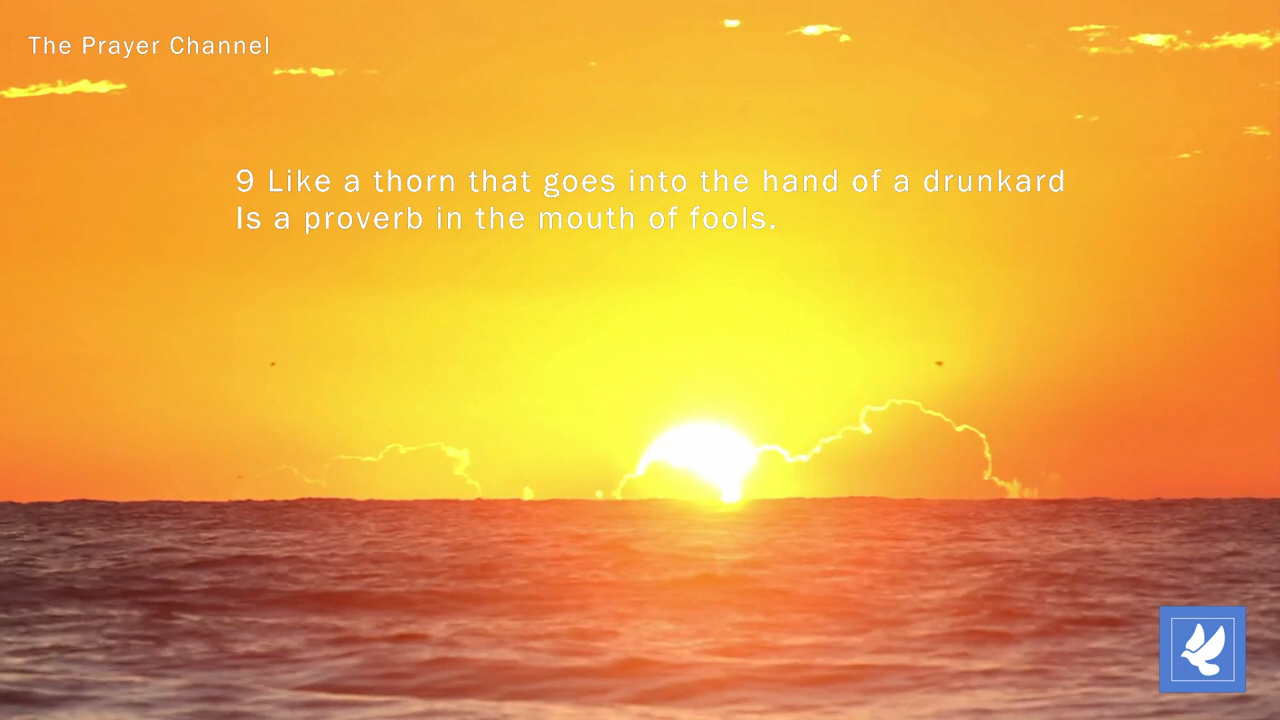 The Prayer Channel
9 Like a thorn that goes into the hand of a drunkard
Is a proverb in the mouth of fools.